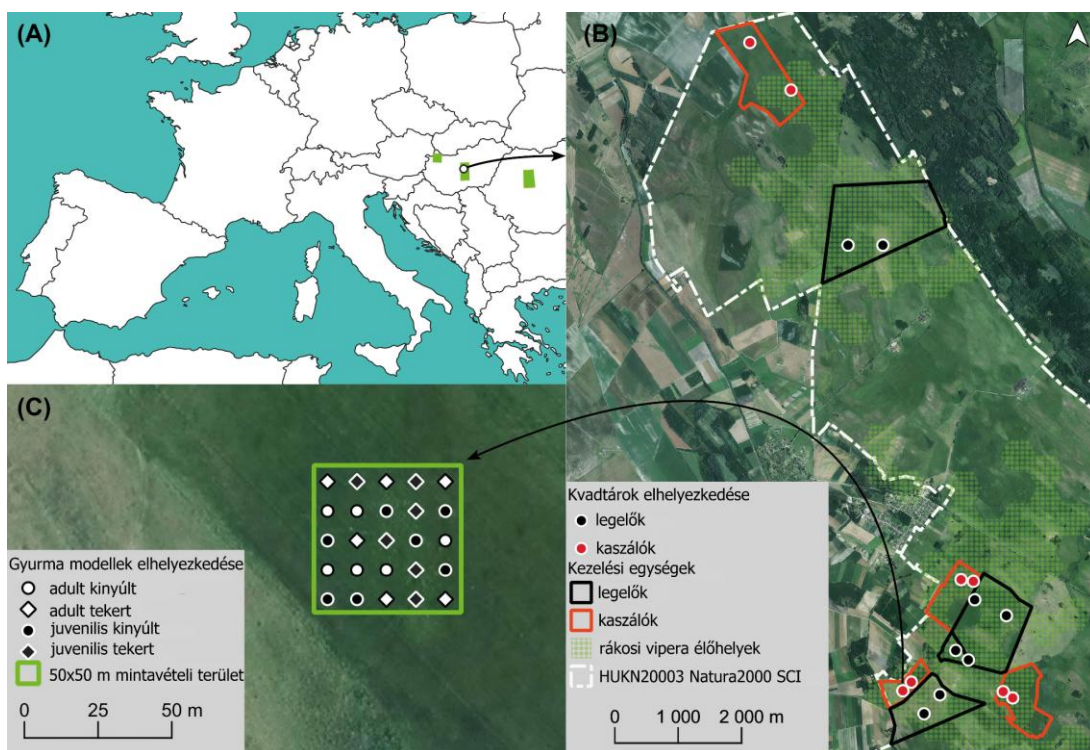 (A)
(B)
(C)
Gyurma modellek elhelyezkedése
adult kinyúlt
adult tekert
juvenilis kinyúlt
juvenilis tekert
50x50 m mintavételi terület
0 25 50 m
Kvadtárok elhelyezkedése
legelők
kaszálók
Kezelési egységek
legelők
kaszálók
rákosi vipera élőhelyek
HUKN20003 Natura2000 SCI
0 1 000 2 000 m